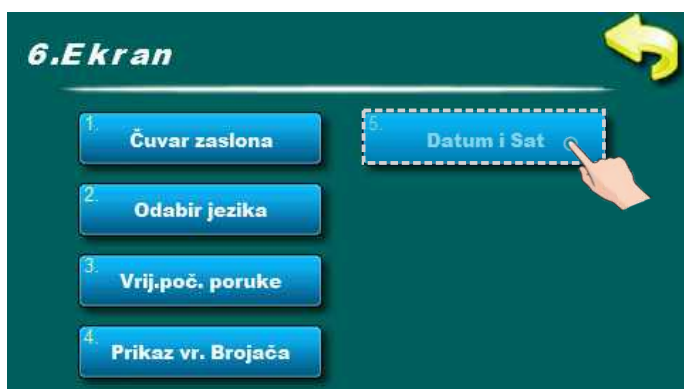 6.Ekran
1.
Čuvar zaslona
2.
Odabir jezika
3.
Vrij.poč. poruke
4.
Prikaz vr. Brojača
5.
Datum i Sat